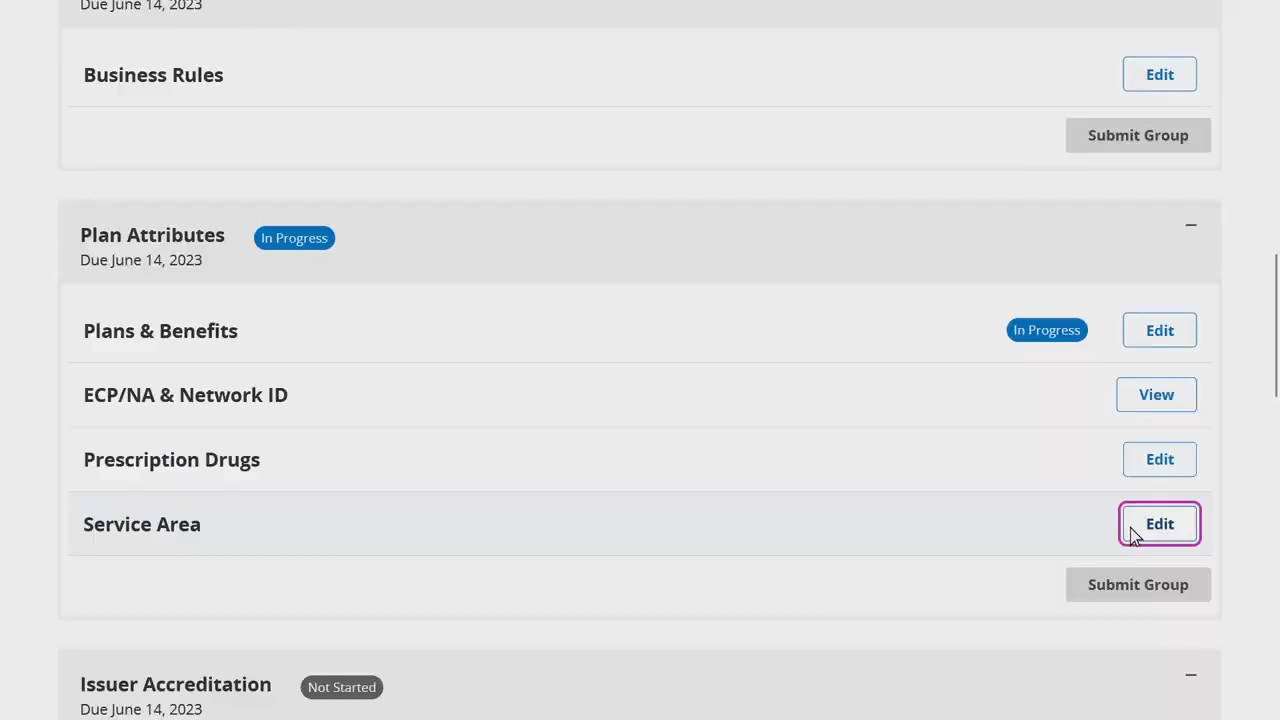 Due June 14, 2023
Business Rules
Edit
Submit Group
Plan Attributes
In Progress
Due June 14, 2023
Plans & Benefits
In Progress
Edit
ECP/NA & Network ID
View
Prescription Drugs
Edit
Service Area
Edit
Submit Group
Issuer Accreditation
Not Started
Due June 14, 2023